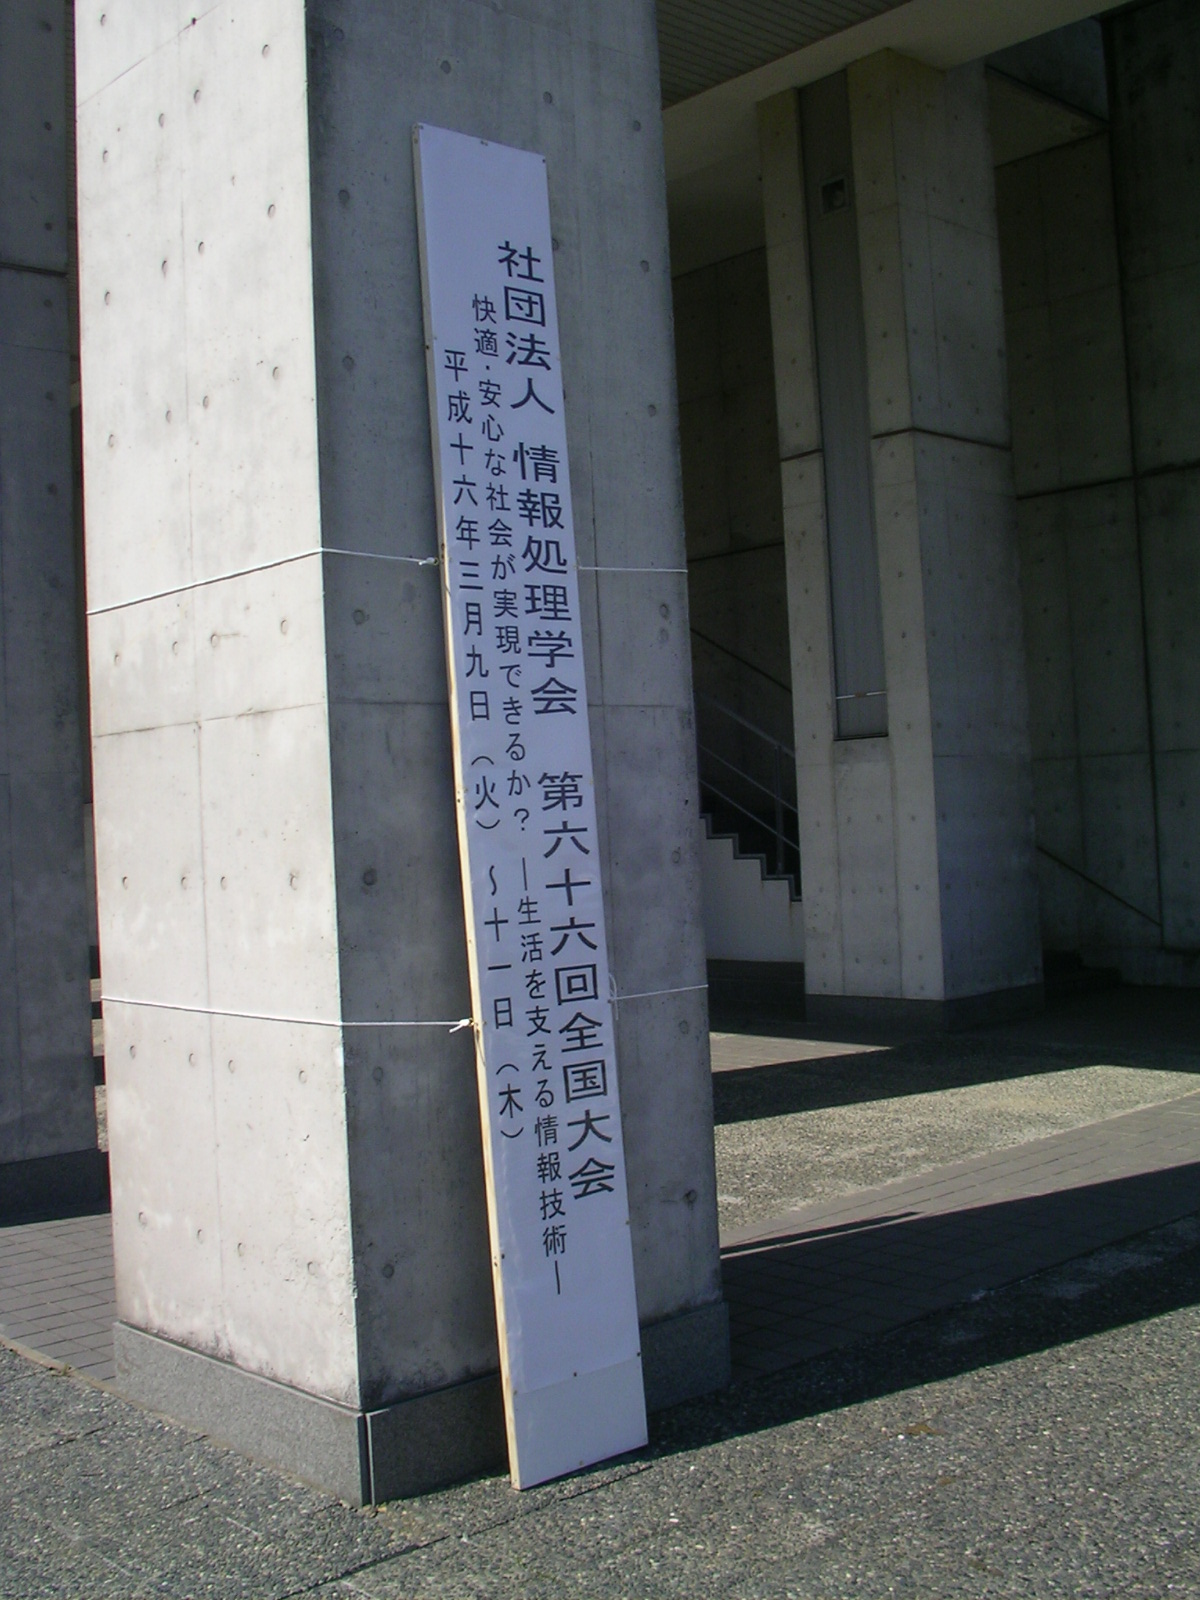 社団法人 情報処理学会 第六十六回全国大会
快適・安心な社会が実現できるか？ ―生活を支える情報技術―
平成十六年三月九日（火）～十一日（木）